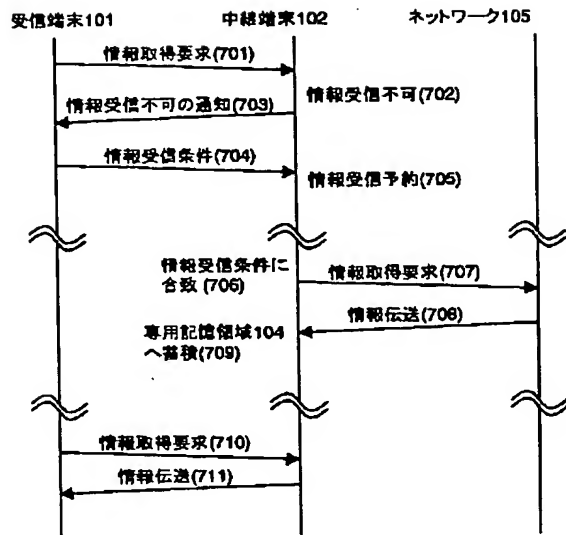 受信端末101
中継端末102
ネットワーク105
情報取得要求(701)
情報受信不可(702)
情報受信不可の通知(703)
情報受信条件(704)
情報受信予約(705)
情報受信条件に
合致(706)
情報取得要求(707)
情報伝送(708)
専用記憶領域104
へ蓄積(709)
情報取得要求(710)
情報伝送(711)